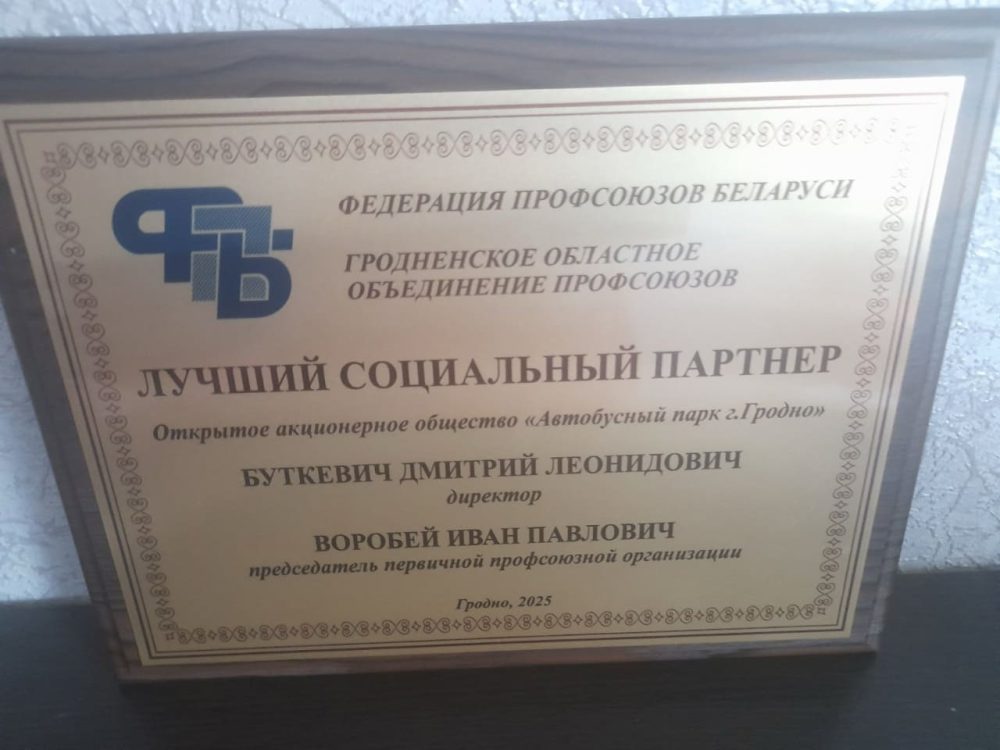 ФПБ
ФЕДЕРАЦИЯ ПРОФСОЮЗОВ БЕЛАРУСИ
ГРОДНЕНСКОЕ ОБЛАСТНОЕ
ОБЪЕДИНЕНИЕ ПРОФСОЮЗОВ
ЛУЧШИЙ СОЦИАЛЬНЫЙ ПАРТНЕР
Открытое акционерное общество «Автобусный парк г.Гродно»
БУТКЕВИЧ ДМИТРИЙ ЛЕОНИДОВИЧ
директор
ВОРОБЕЙ ИВАН ПАВЛОВИЧ
председатель первичной профсоюзной организации
Гродно, 2025